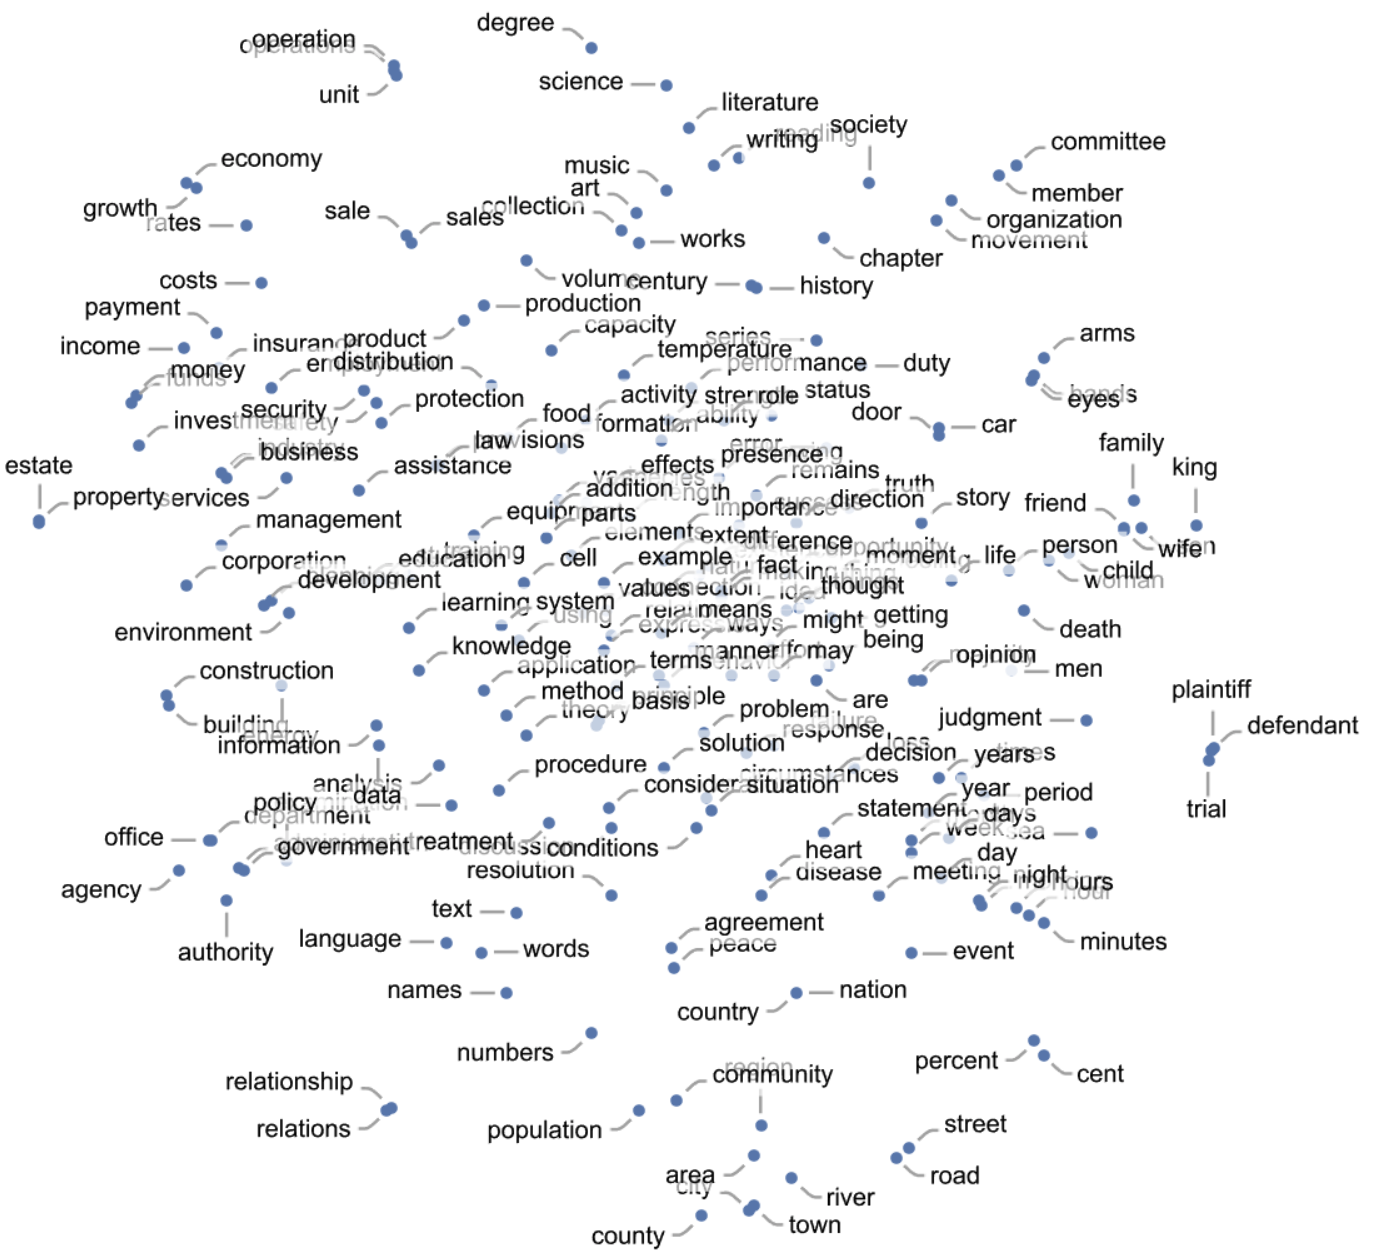 degree
operation
operations
science
unit
literature
society
writing
reading
committee
economy
music
art
member
growth
rates
sale
sales
collection
organization
works
movement
chapter
costs
volume
century
history
payment
production
capacity
arms
income
insurance
product
series
temperature
money
funds
employment
distribution
performance
duty
investment
security
safety
protection
activity
strength
role
status
hands
eyes
food
formation
ability
door
car
law
provisions
family
industry
business
error
presence
estate
assistance
effects
remains
king
property
services
addition
length
truth
success
direction
story
friend
management
equipment
parts
importance
elements
extent
difference
wife
corporation
education
training
cell
example
opportunity
moment
life
person
child
woman
development
fact
making
thing
things
values
connection
idea
thought
learning
system
using
means
environment
expression
ways
might
getting
death
knowledge
manner
effort
may
being
construction
application
terms
behavior
opinion
men
method
principle
basis
are
plaintiff
building
energy
theory
problem
failure
judgment
defendant
information
solution
response
loss
decision
years
times
procedure
analysis
consider
circumstances
situation
policy
data
year
period
department
statement
days
trial
office
administration
government
treatment
discussion
conditions
week
sea
heart
day
agency
resolution
disease
meeting
night
hours
hour
text
agreement
authority
language
words
peace
event
minutes
names
country
nation
numbers
percent
cent
relationship
region
community
relations
population
street
area
city
road
river
county
town